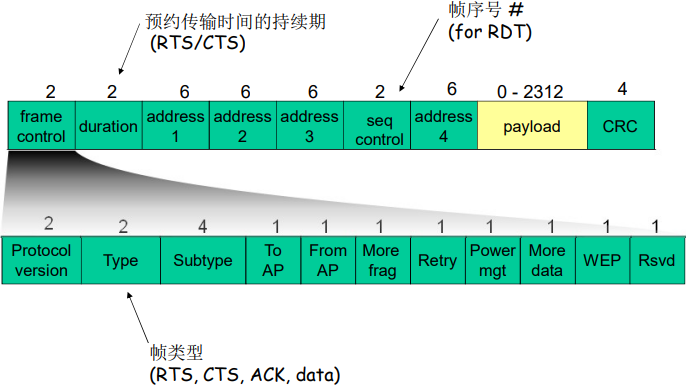 预约传输时间的持续期
(RTS/CTS)
帧序号 #
(for RDT)
2 2 6 6 6 2 6 0 - 2312 4
frame control duration address 1 address 2 address 3 seq control address 4 payload CRC
2 2 4 1 1 1 1 1 1 1 1
Protocol version Type Subtype To AP From AP More frag Retry Power mgt More data WEP Rsvd
帧类型
(RTS, CTS, ACK, data)